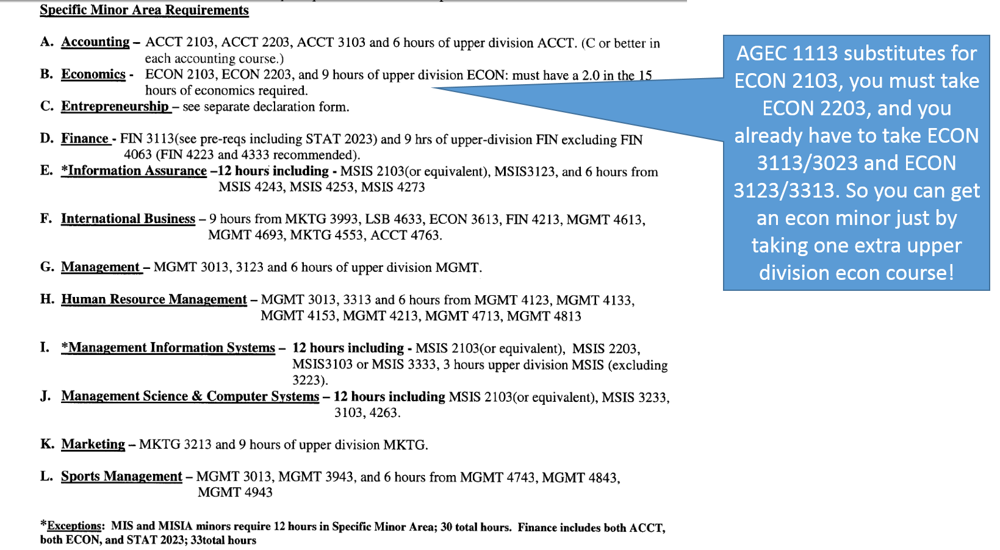 Specific Minor Area Requirements
A. Accounting – ACCT 2103, ACCT 2203, ACCT 3103 and 6 hours of upper division ACCT. (C or better in
each accounting course.)
B. Economics - ECON 2103, ECON 2203, and 9 hours of upper division ECON: must have a 2.0 in the 15
hours of economics required.
C. Entrepreneurship – see separate declaration form.
D. Finance - FIN 3113(see pre-reqs including STAT 2023) and 9 hrs of upper-division FIN excluding FIN
4063 (FIN 4223 and 4333 recommended).
E. *Information Assurance –12 hours including - MSIS 2103(or equivalent), MSIS3123, and 6 hours from
MSIS 4243, MSIS 4253, MSIS 4273
F. International Business – 9 hours from MKTG 3993, LSB 4633, ECON 3613, FIN 4213, MGMT 4613,
MGMT 4693, MKTG 4553, ACCT 4763.
G. Management – MGMT 3013, 3123 and 6 hours of upper division MGMT.
H. Human Resource Management – MGMT 3013, 3313 and 6 hours from MGMT 4123, MGMT 4133,
MGMT 4153, MGMT 4213, MGMT 4713, MGMT 4813
I. *Management Information Systems – 12 hours including - MSIS 2103(or equivalent), MSIS 2203,
MSIS3103 or MSIS 3333, 3 hours upper division MSIS (excluding
3223).
J. Management Science & Computer Systems – 12 hours including MSIS 2103(or equivalent), MSIS 3233,
3103, 4263.
K. Marketing – MKTG 3213 and 9 hours of upper division MKTG.
L. Sports Management – MGMT 3013, MGMT 3943, and 6 hours from MGMT 4743, MGMT 4843,
MGMT 4943
*Exceptions: MIS and MISIA minors require 12 hours in Specific Minor Area; 30 total hours. Finance includes both ACCT,
both ECON, and STAT 2023; 33total hours
AGEC 1113 substitutes for
ECON 2103, you must take
ECON 2203, and you
already have to take ECON
3113/3023 and ECON
3123/3313. So you can get
an econ minor just by
taking one extra upper
division econ course!